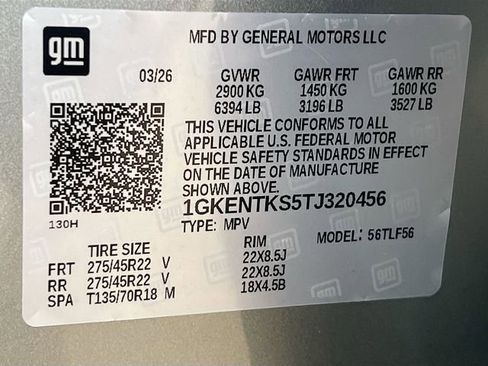 gm
MFD BY GENERAL MOTORS LLC
03/26 GVWR GAWR FRT GAWR RR
2900 KG 1450 KG 1600 KG
6394 LB 3196 LB 3527 LB
THIS VEHICLE CONFORMS TO ALL
APPLICABLE U.S. FEDERAL MOTOR
VEHICLE SAFETY STANDARDS IN EFFECT
ON THE DATE OF MANUFACTURE
SHOWN ABOVE.
1GKENTKS5TJ320456
130H
TYPE: MPV MODEL: 56TLF56
TIRE SIZE RIM
FRT 275/45R22 V 22X8.5J
RR 275/45R22 V 22X8.5J
SPA T135/70R18 M 18X4.5B